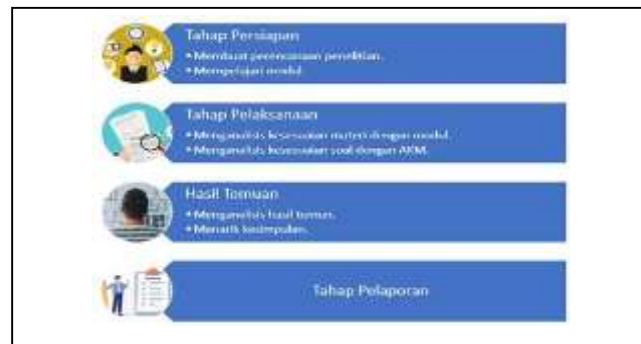 Tahap Persiapan
• Membuat perencanaan penelitian.
• Mempelajari modul.
Tahap Pelaksanaan
• Menganalisis kesesuaian materi dengan modul.
• Menganalisis kesesuaian soal dengan AKM.
Hasil Temuan
• Menganalisis hasil temuan.
• Menarik kesimpulan.
Tahap Pelaporan